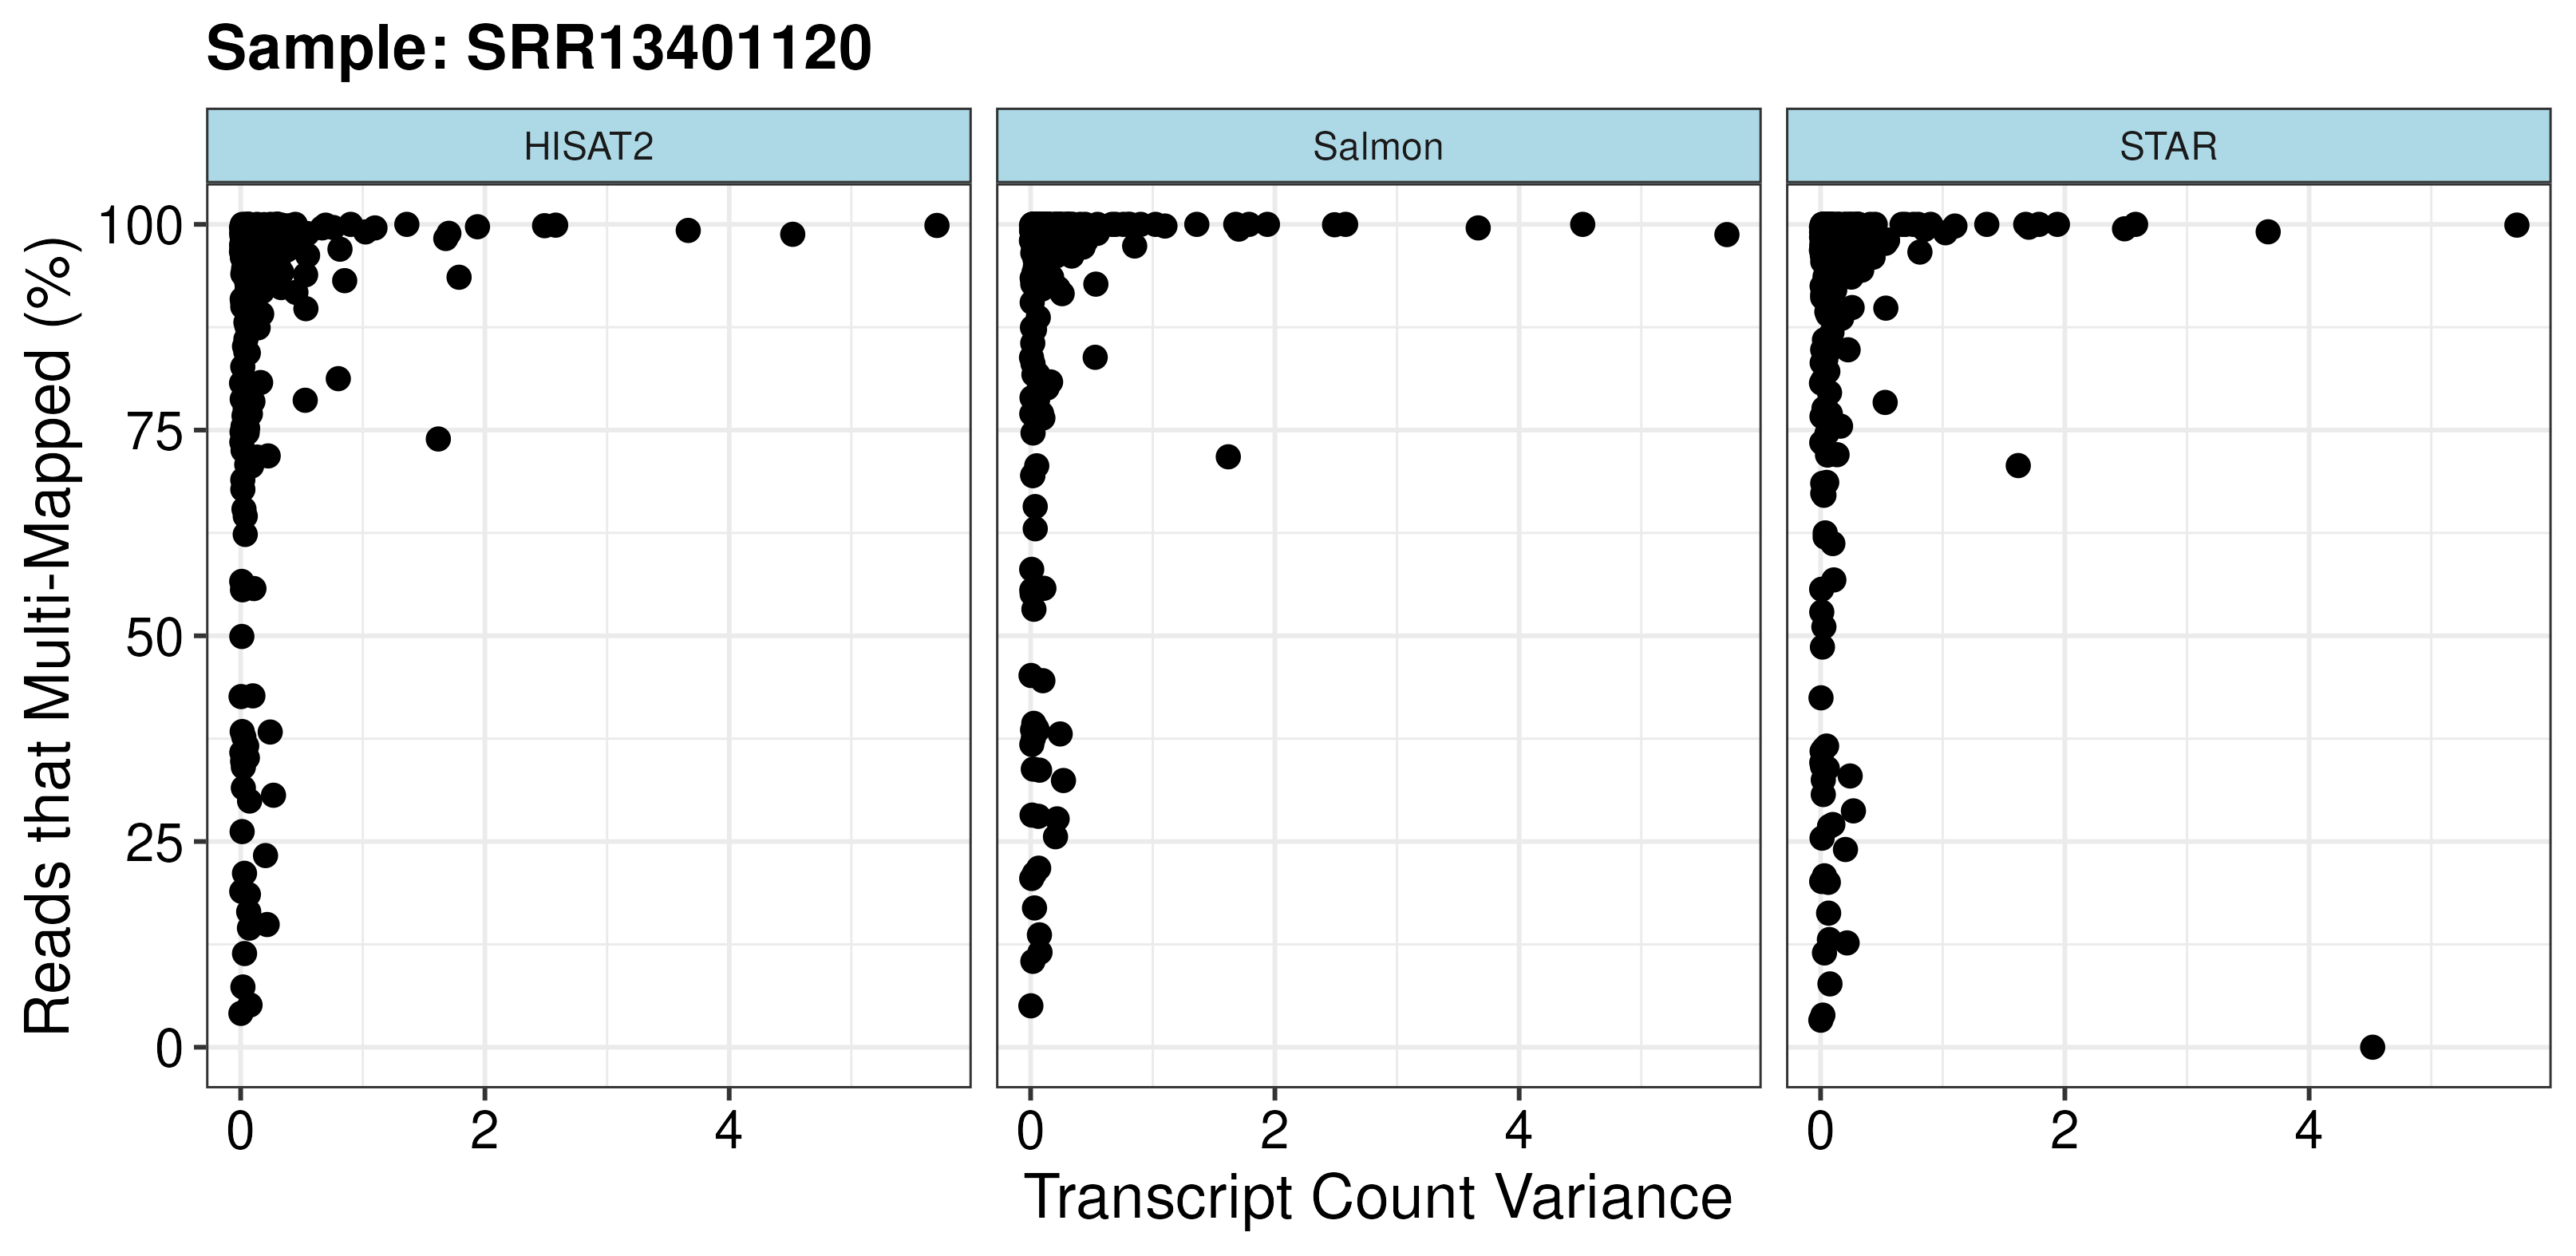 Sample: SRR13401120
HISAT2
Salmon
STAR
Reads that Multi-Mapped (%)
100
75
50
25
0
0 2 4
0 2 4
0 2 4
Transcript Count Variance